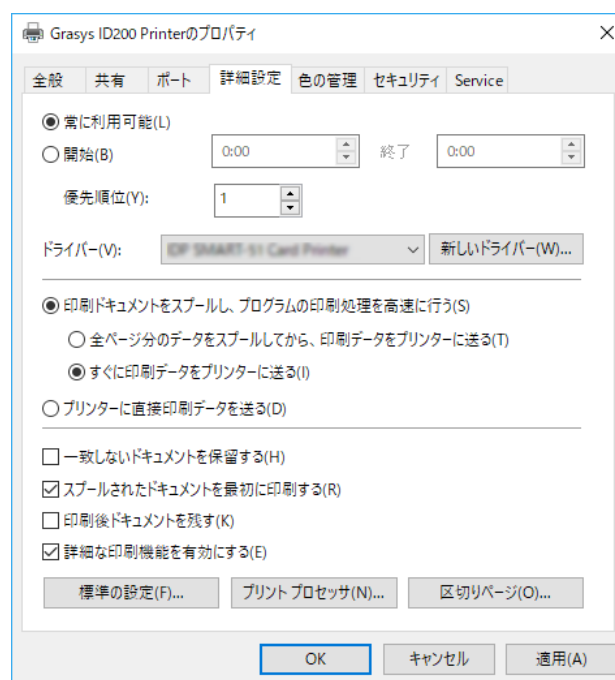 Grasys ID200 Printerのプロパティ
全般 共有 ポート 詳細設定 色の管理 セキュリティ Service
常に利用可能(L)
開始(B) 0:00 終了 0:00
優先順位(Y): 1
ドライバー(V): IDP SMART-51 Card Printer 新しいドライバー(W)...
印刷ドキュメントをスプールし、プログラムの印刷処理を高速に行う(S)
全ページ分のデータをスプールしてから、印刷データをプリンターに送る(T)
すぐに印刷データをプリンターに送る(I)
プリンターに直接印刷データを送る(D)
一致しないドキュメントを保留する(H)
スプールされたドキュメントを最初に印刷する(R)
印刷後ドキュメントを残す(K)
詳細な印刷機能を有効にする(E)
標準の設定(F)... プリント プロセッサ(N)... 区切りページ(O)...
OK キャンセル 適用(A)